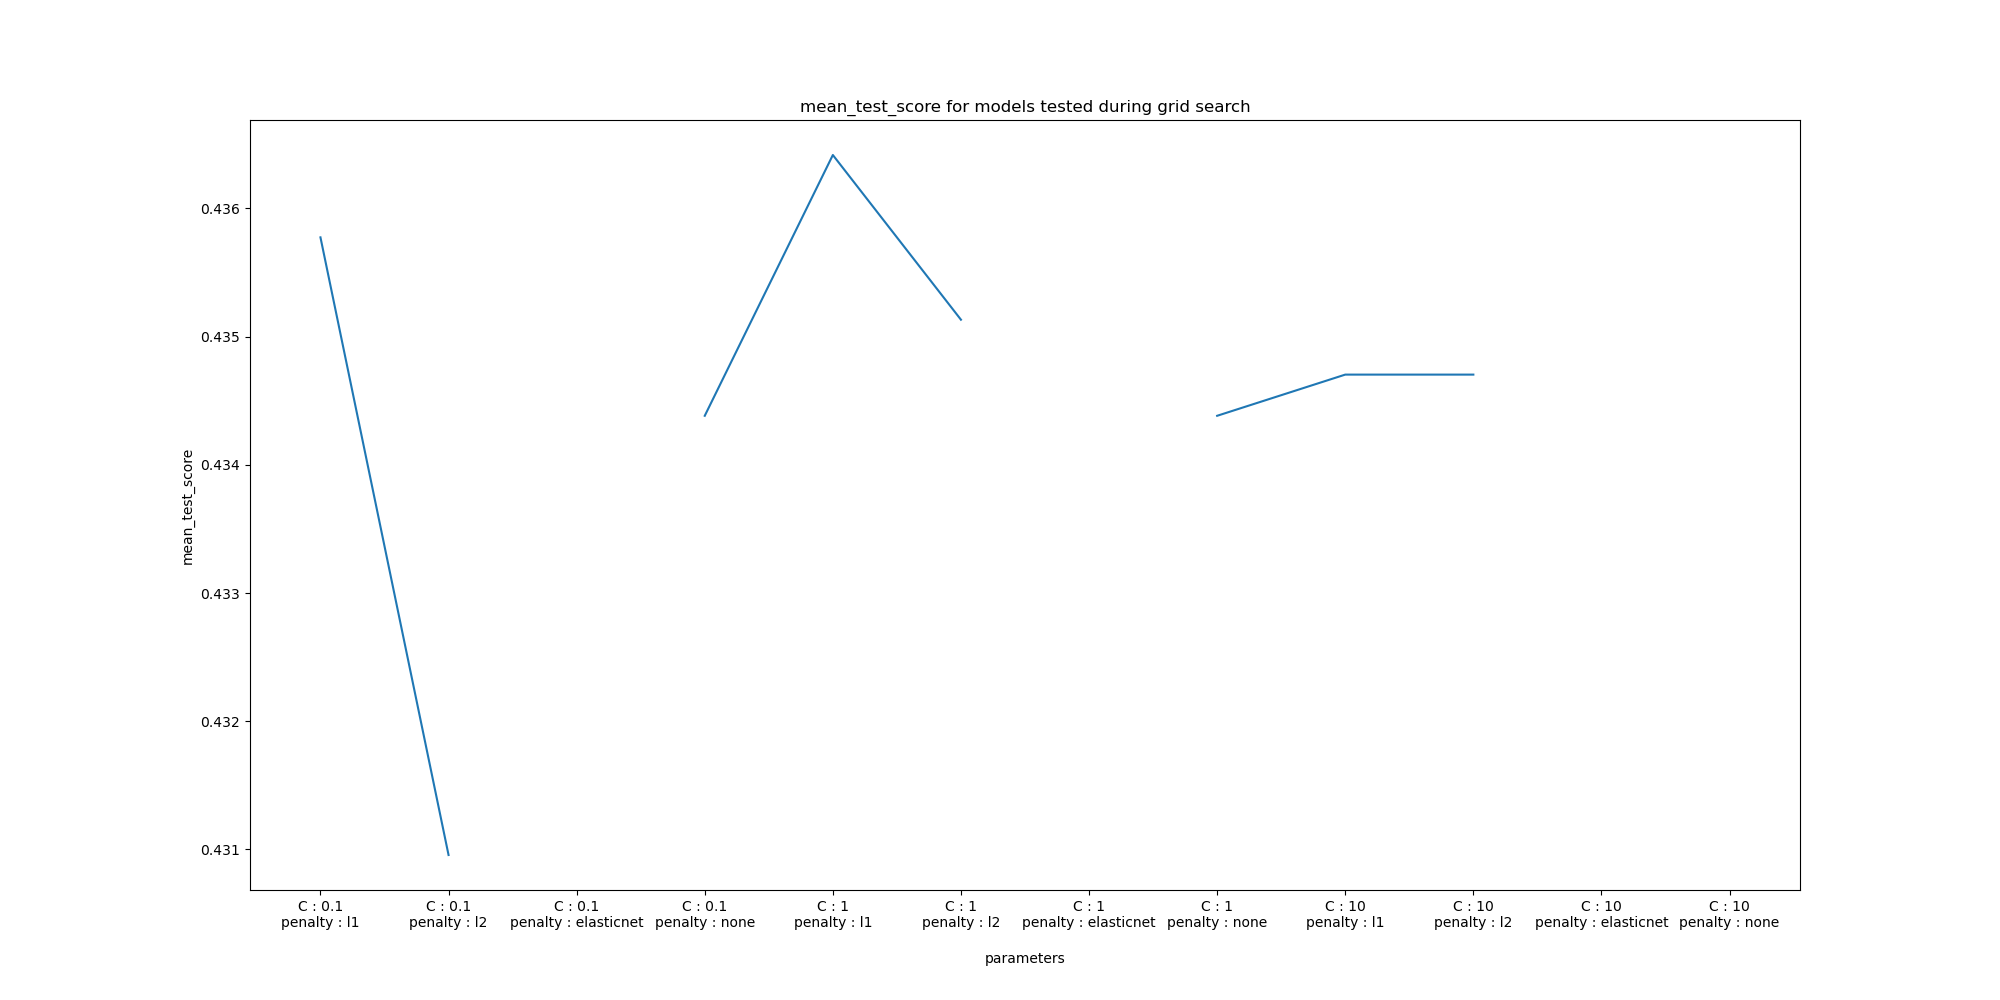 mean_test_score for models tested during grid search
mean_test_score
0.436
0.435
0.434
0.433
0.432
0.431
C : 0.1
penalty : l1
C : 0.1
penalty : l2
C : 0.1
penalty : elasticnet
C : 0.1
penalty : none
C : 1
penalty : l1
C : 1
penalty : l2
C : 1
penalty : elasticnet
C : 1
penalty : none
C : 10
penalty : l1
C : 10
penalty : l2
C : 10
penalty : elasticnet
C : 10
penalty : none
parameters